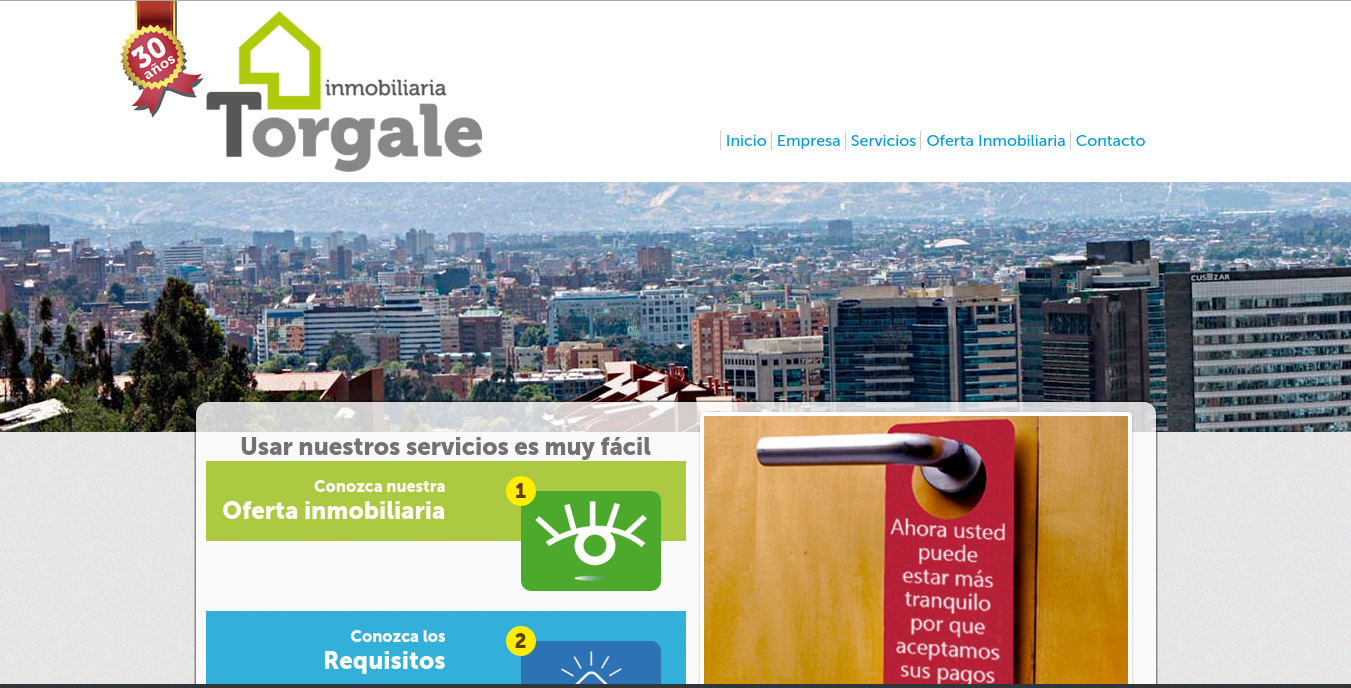 30
años
inmobiliaria
Torgale
Inicio Empresa Servicios Oferta Inmobiliaria Contacto
CUSEZAR
Usar nuestros servicios es muy fácil
Conozca nuestra
1
Oferta inmobiliaria
Conozca los
2
Requisitos
Ahora usted
puede
estar más
tranquilo
por que
aceptamos
sus pagos